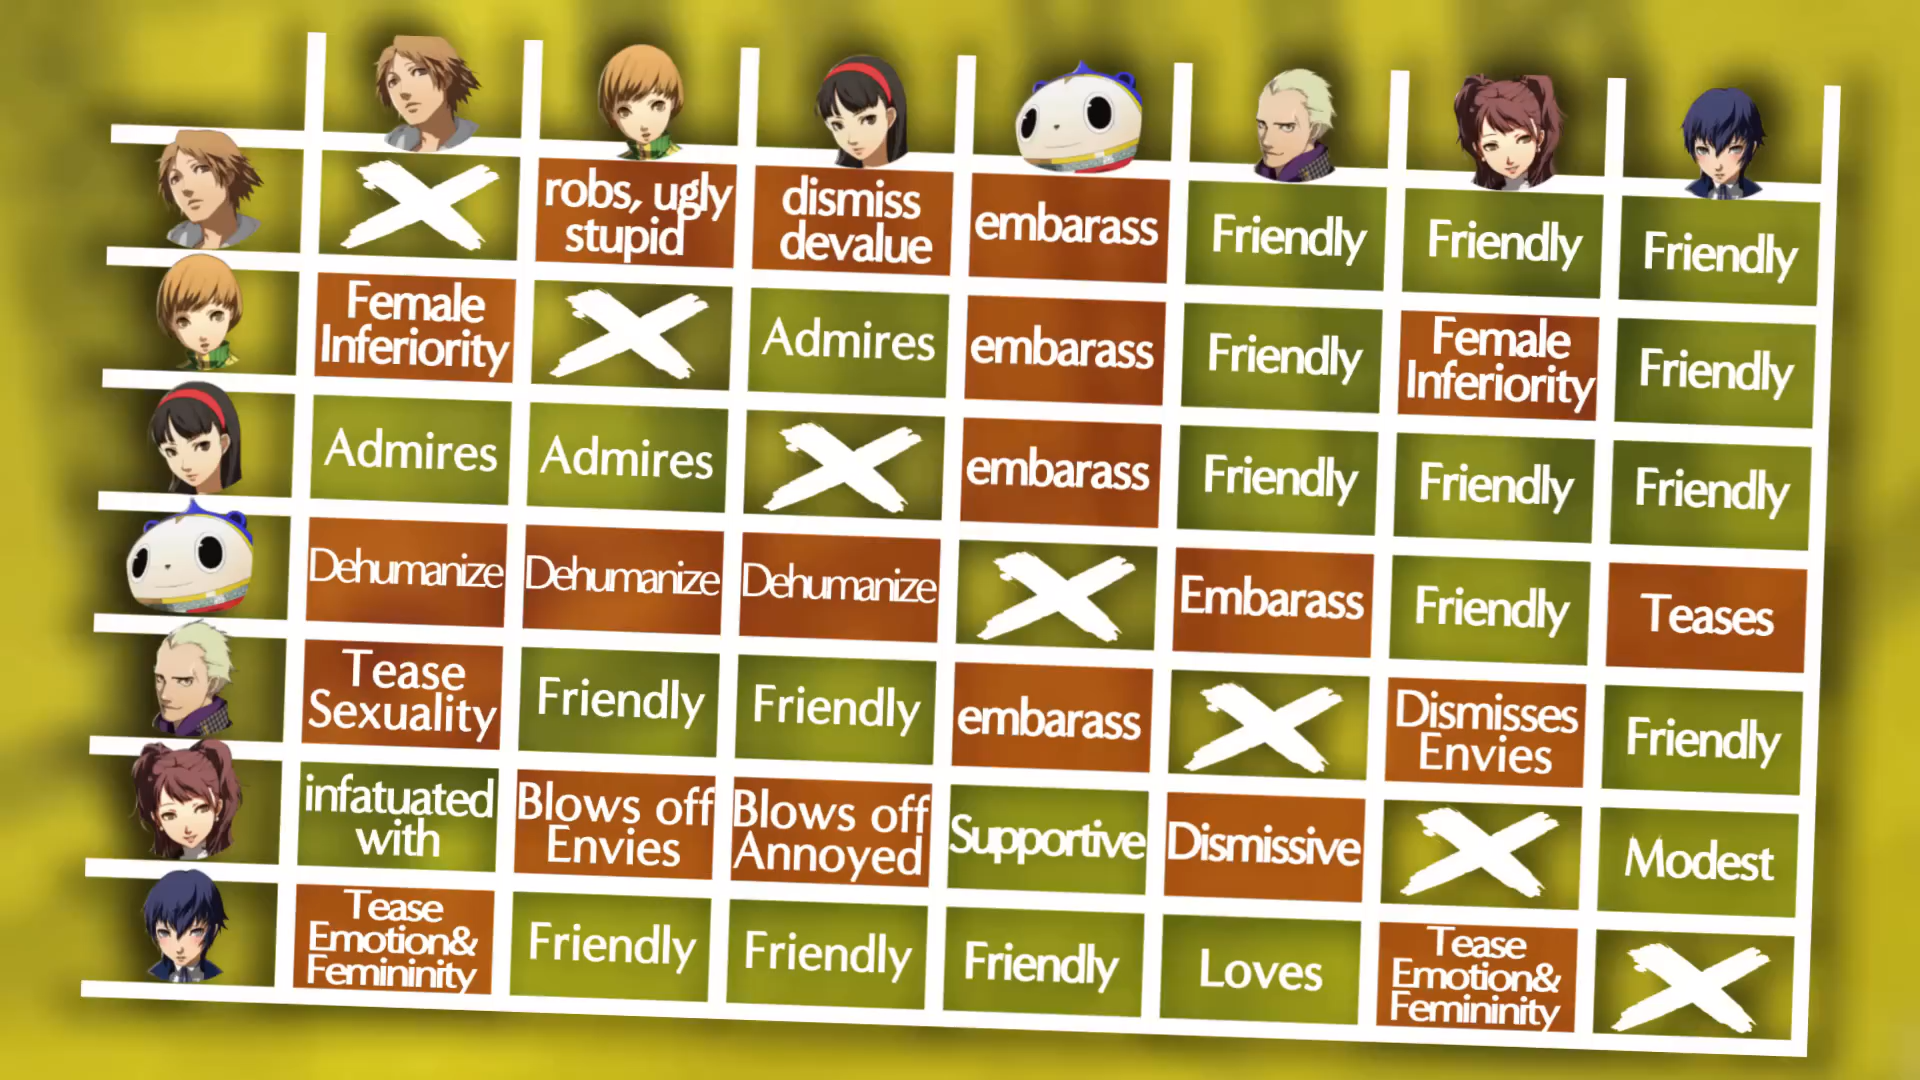 robs, ugly
stupid
dismiss
devalue
embarass
Friendly
Friendly
Friendly
Female
Inferiority
Admires
embarass
Friendly
Female
Inferiority
Friendly
Admires
Admires
embarass
Friendly
Friendly
Friendly
Dehumanize
Dehumanize
Dehumanize
Embarass
Friendly
Teases
Tease
Sexuality
Friendly
Friendly
embarass
Dismisses
Envies
Friendly
infatuated
with
Blows off
Envies
Blows off
Annoyed
Supportive
Dismissive
Modest
Tease
Emotion&
Femininity
Friendly
Friendly
Friendly
Loves
Tease
Emotion&
Femininity